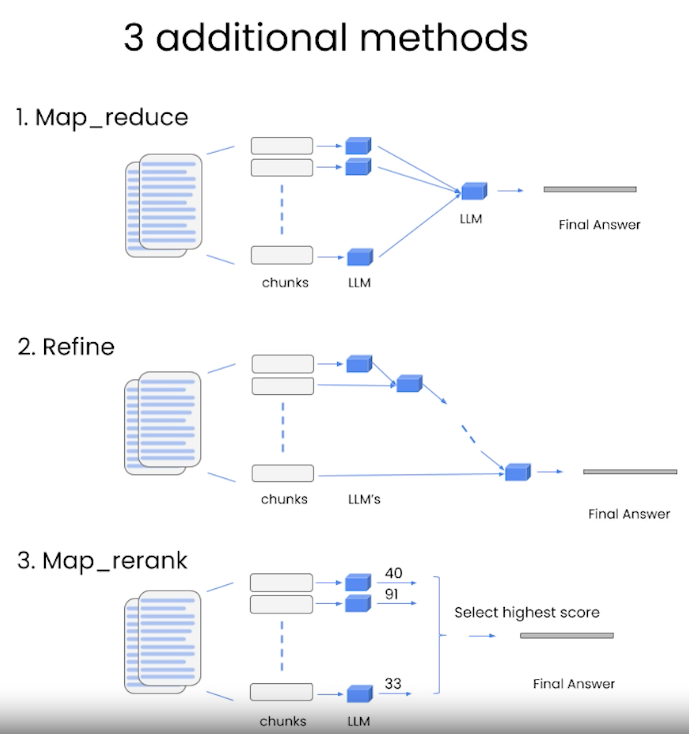 3 additional methods
1. Map_reduce
LLM
Final Answer
chunks
LLM
2. Refine
chunks
LLM's
Final Answer
3. Map_rerank
40
91
Select highest score
33
Final Answer
chunks
LLM